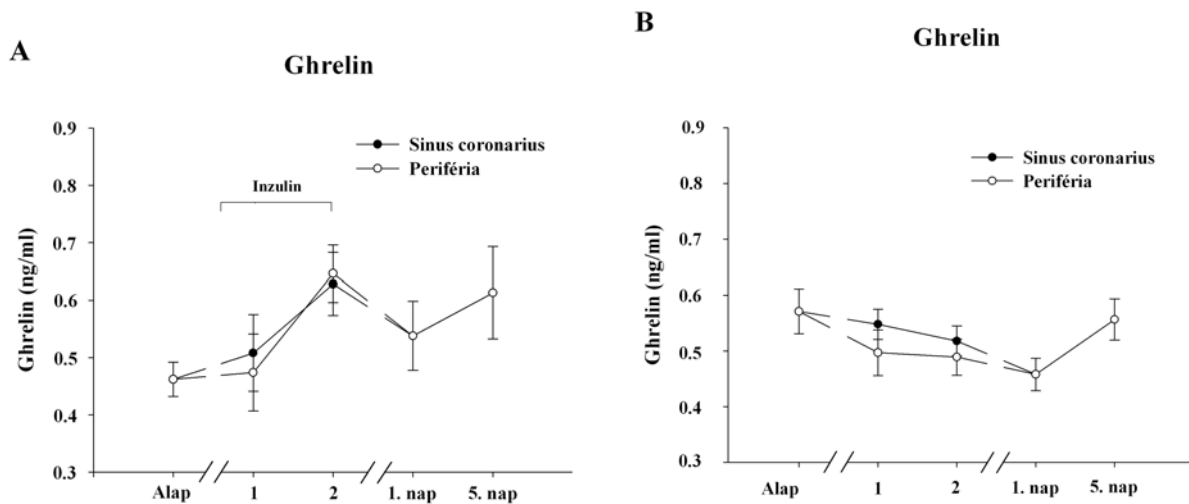 A
Ghrelin
Ghrelin (ng/ml)
0.9
0.8
0.7
0.6
0.5
0.4
0.3
Sinus coronarius
Periféria
Inzulin
Alap 1 2 1. nap 5. nap
B
Ghrelin
Ghrelin (ng/ml)
0.9
0.8
0.7
0.6
0.5
0.4
0.3
Sinus coronarius
Periféria
Alap 1 2 1. nap 5. nap